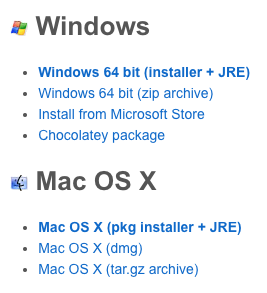 Windows
Windows 64 bit (installer + JRE)
Windows 64 bit (zip archive)
Install from Microsoft Store
Chocolatey package
Mac OS X
Mac OS X (pkg installer + JRE)
Mac OS X (dmg)
Mac OS X (tar.gz archive)